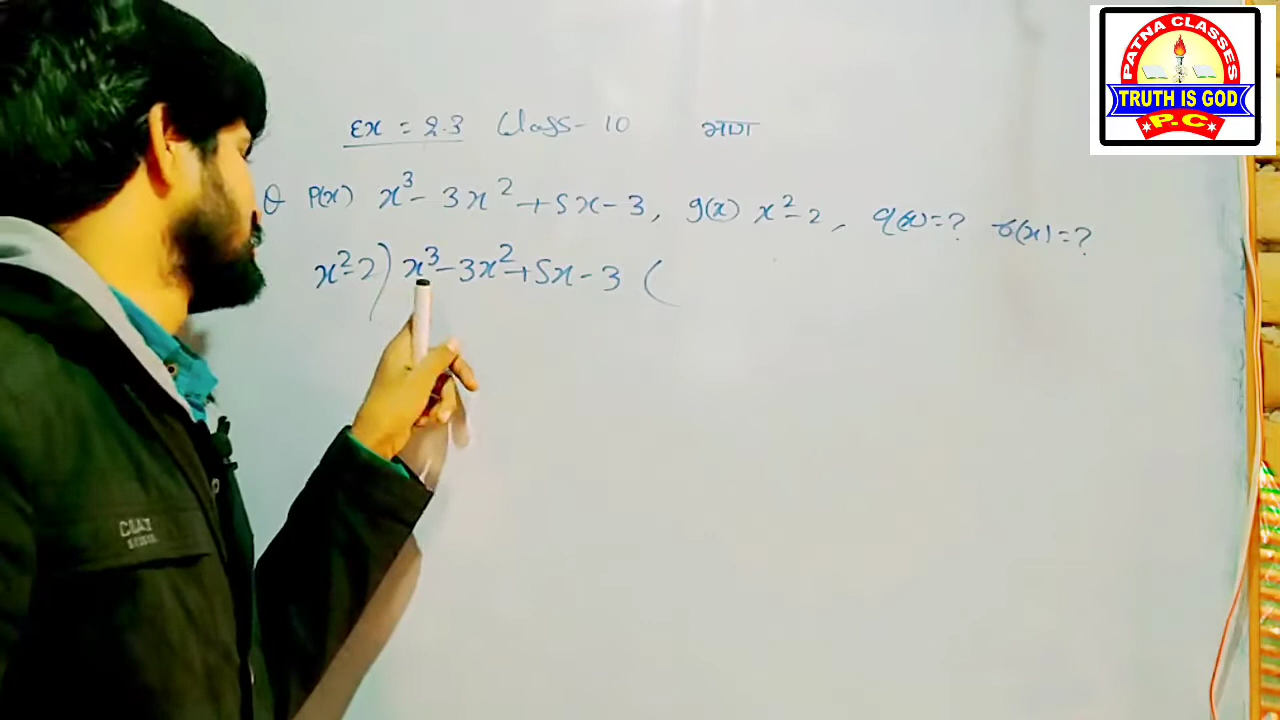 Ex = 2.3 Class - 10 भाग
Q P(x) x³ - 3x² + 5x - 3, g(x) x² - 2, q(x) = ? r(x) = ?
x² - 2) x³ - 3x² + 5x - 3 (
PATNA CLASSES
TRUTH IS GOD
P.C